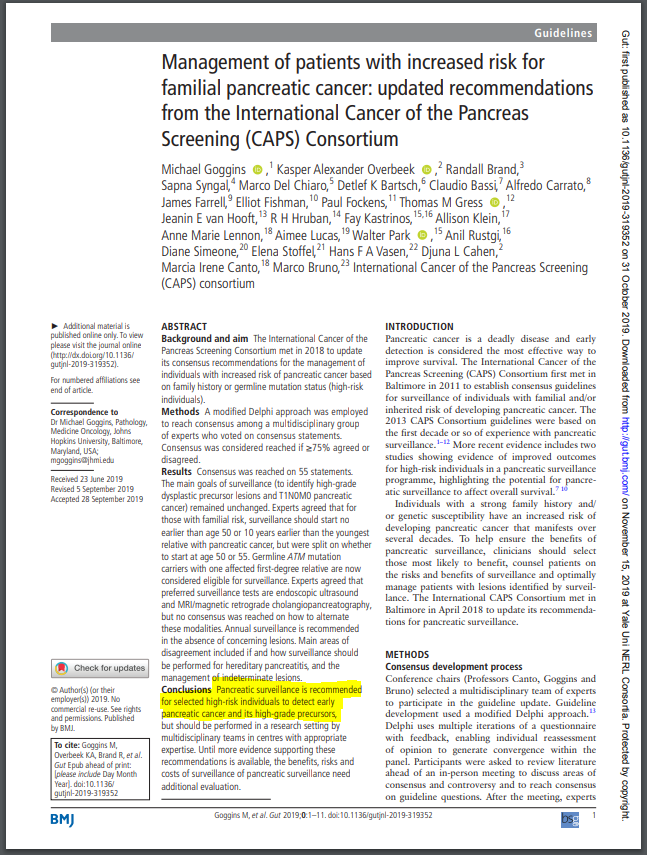 Guidelines
Management of patients with increased risk for
familial pancreatic cancer: updated recommendations
from the International Cancer of the Pancreas
Screening (CAPS) Consortium
Michael Goggins ,1 Kasper Alexander Overbeek ,2 Randall Brand,3
Sapna Syngal,4 Marco Del Chiaro,5 Detlef K Bartsch,6 Claudio Bassi,7 Alfredo Carrato,8
James Farrell,9 Elliot Fishman,10 Paul Fockens,11 Thomas M Gress ,12
Jeanin E van Hooft,13 R H Hruban,14 Fay Kastrinos,15,16 Allison Klein,17
Anne Marie Lennon,18 Aimee Lucas,19 Walter Park ,15 Anil Rustgi,16
Diane Simeone,20 Elena Stoffel,21 Hans F A Vasen,22 Djuna L Cahen,2
Marcia Irene Canto,18 Marco Bruno,23 International Cancer of the Pancreas Screening
(CAPS) consortium
► Additional material is
published online only. To view
please visit the journal online
(http://dx.doi.org/10.1136/
gutjnl-2019-319352).
For numbered affiliations see
end of article.
Correspondence to
Dr Michael Goggins, Pathology,
Medicine Oncology, Johns
Hopkins University, Baltimore,
Maryland, USA;
mgoggins@jhmi.edu
Received 23 June 2019
Revised 5 September 2019
Accepted 28 September 2019
Check for updates
© Author(s) (or their
employer(s)) 2019. No
commercial re-use. See rights
and permissions. Published
by BMJ.
To cite: Goggins M,
Overbeek KA, Brand R, et al.
Gut Epub ahead of print:
[please include Day Month
Year]. doi:10.1136/
gutjnl-2019-319352
ABSTRACT
Background and aim The International Cancer of the
Pancreas Screening Consortium met in 2018 to update
its consensus recommendations for the management of
individuals with increased risk of pancreatic cancer based
on family history or germline mutation status (high-risk
individuals).
Methods A modified Delphi approach was employed
to reach consensus among a multidisciplinary group
of experts who voted on consensus statements.
Consensus was considered reached if ≥75% agreed or
disagreed.
Results Consensus was reached on 55 statements.
The main goals of surveillance (to identify high-grade
dysplastic precursor lesions and T1N0M0 pancreatic
cancer) remained unchanged. Experts agreed that for
those with familial risk, surveillance should start no
earlier than age 50 or 10 years earlier than the youngest
relative with pancreatic cancer, but were split on whether
to start at age 50 or 55. Germline ATM mutation
carriers with one affected first-degree relative are now
considered eligible for surveillance. Experts agreed that
preferred surveillance tests are endoscopic ultrasound
and MRI/magnetic retrograde cholangiopancreatography,
but no consensus was reached on how to alternate
these modalities. Annual surveillance is recommended
in the absence of concerning lesions. Main areas of
disagreement included if and how surveillance should
be performed for hereditary pancreatitis, and the
management of indeterminate lesions.
Conclusions Pancreatic surveillance is recommended
for selected high-risk individuals to detect early
pancreatic cancer and its high-grade precursors,
but should be performed in a research setting by
multidisciplinary teams in centres with appropriate
expertise. Until more evidence supporting these
recommendations is available, the benefits, risks and
costs of surveillance of pancreatic surveillance need
additional evaluation.
INTRODUCTION
Pancreatic cancer is a deadly disease and early
detection is considered the most effective way to
improve survival. The International Cancer of the
Pancreas Screening (CAPS) Consortium first met in
Baltimore in 2011 to establish consensus guidelines
for surveillance of individuals with familial and/or
inherited risk of developing pancreatic cancer. The
2013 CAPS Consortium guidelines were based on
the first decade or so of experience with pancreatic
surveillance.1–12 More recent evidence includes two
studies showing evidence of improved outcomes
for high-risk individuals in a pancreatic surveillance
programme, highlighting the potential for pancre-
atic surveillance to affect overall survival.7 10
Individuals with a strong family history and/
or genetic susceptibility have an increased risk of
developing pancreatic cancer that manifests over
several decades. To help ensure the benefits of
pancreatic surveillance, clinicians should select
those most likely to benefit, counsel patients on
the risks and benefits of surveillance and optimally
manage patients with lesions identified by surveil-
lance. The International CAPS Consortium met in
Baltimore in April 2018 to update its recommenda-
tions for pancreatic surveillance.
METHODS
Consensus development process
Conference chairs (Professors Canto, Goggins and
Bruno) selected a multidisciplinary team of experts
to participate in the guideline update. Guideline
development used a modified Delphi approach.13
Delphi uses multiple iterations of a questionnaire
with feedback, enabling individual reassessment
of opinion to generate convergence within the
panel. Participants were asked to review literature
ahead of an in-person meeting to discuss areas of
consensus and controversy and to reach consensus
on guideline questions. After the meeting, experts
BMJ
Goggins M, et al. Gut 2019;0:1–11. doi:10.1136/gutjnl-2019-319352
bsg
1
Gut: first published as 10.1136/gutjnl-2019-319352 on 31 October 2019. Downloaded from http://gut.bmj.com/ on November 15, 2019 at Yale Uni NERL Consortia. Protected by copyright.